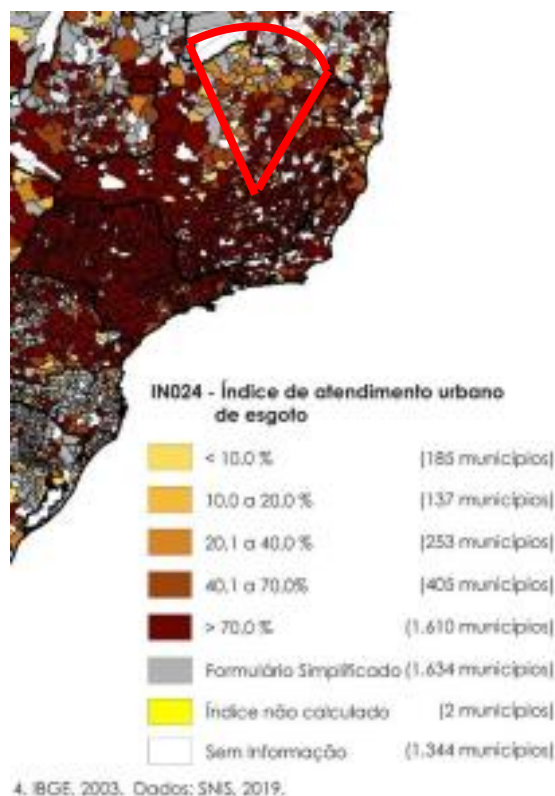 IN024 - Índice de atendimento urbano
de esgoto
< 10,0 % (185 municípios)
10,0 a 20,0 % (137 municípios)
20,1 a 40,0 % (253 municípios)
40,1 a 70,0% (405 municípios)
> 70,0 % (1.610 municípios)
Formulário Simplificado (1.634 municípios)
Índice não calculado (2 municípios)
Sem Informação (1.344 municípios)
4. IBGE, 2003. Dados: SNIS, 2019.